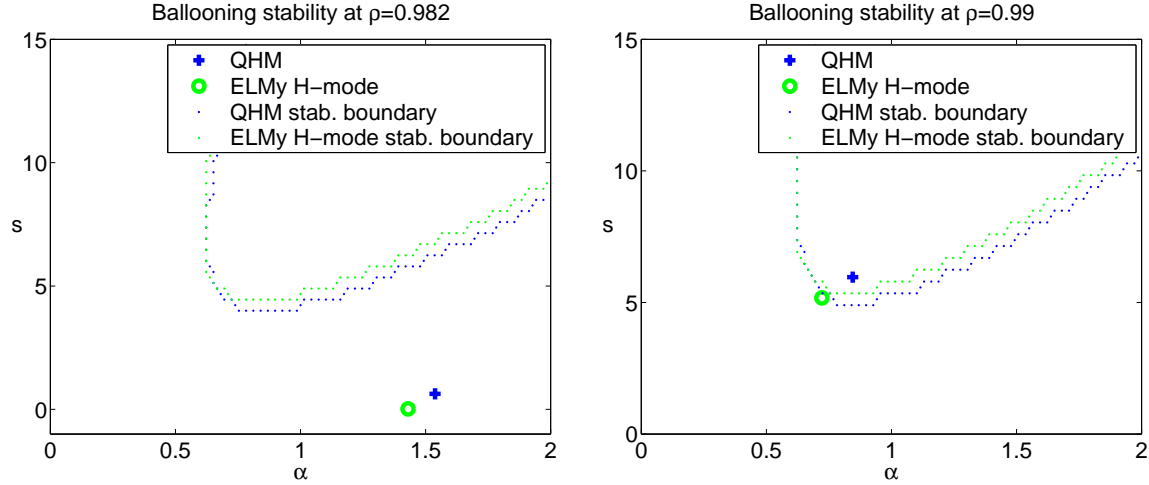 Ballooning stability at ρ=0.982
15
10
5
0
s
0
0.5
1
1.5
2
α
QHM
ELMy H−mode
QHM stab. boundary
ELMy H−mode stab. boundary
Ballooning stability at ρ=0.99
15
10
5
0
s
0
0.5
1
1.5
2
α
QHM
ELMy H−mode
QHM stab. boundary
ELMy H−mode stab. boundary